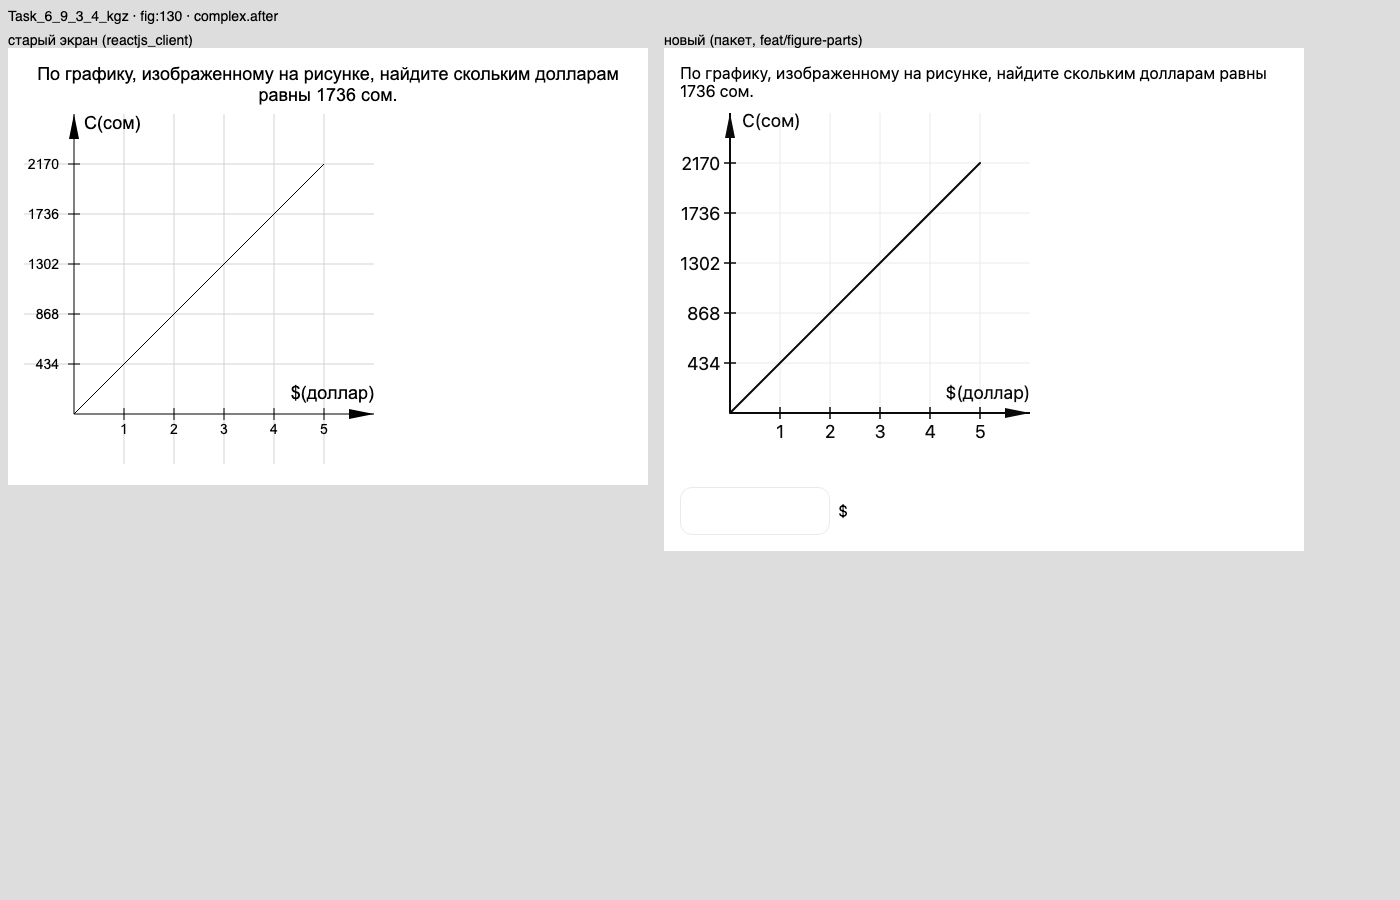 Task_6_9_3_4_kgz · fig:130 · complex.after
старый экран (reactjs_client)
По графику, изображенному на рисунке, найдите скольким долларам
равны 1736 сом.
С(сом)
2170
1736
1302
868
434
$(доллар)
1 2 3 4 5
новый (пакет, feat/figure-parts)
По графику, изображенному на рисунке, найдите скольким долларам равны
1736 сом.
С(сом)
2170
1736
1302
868
434
$(доллар)
1 2 3 4 5
$